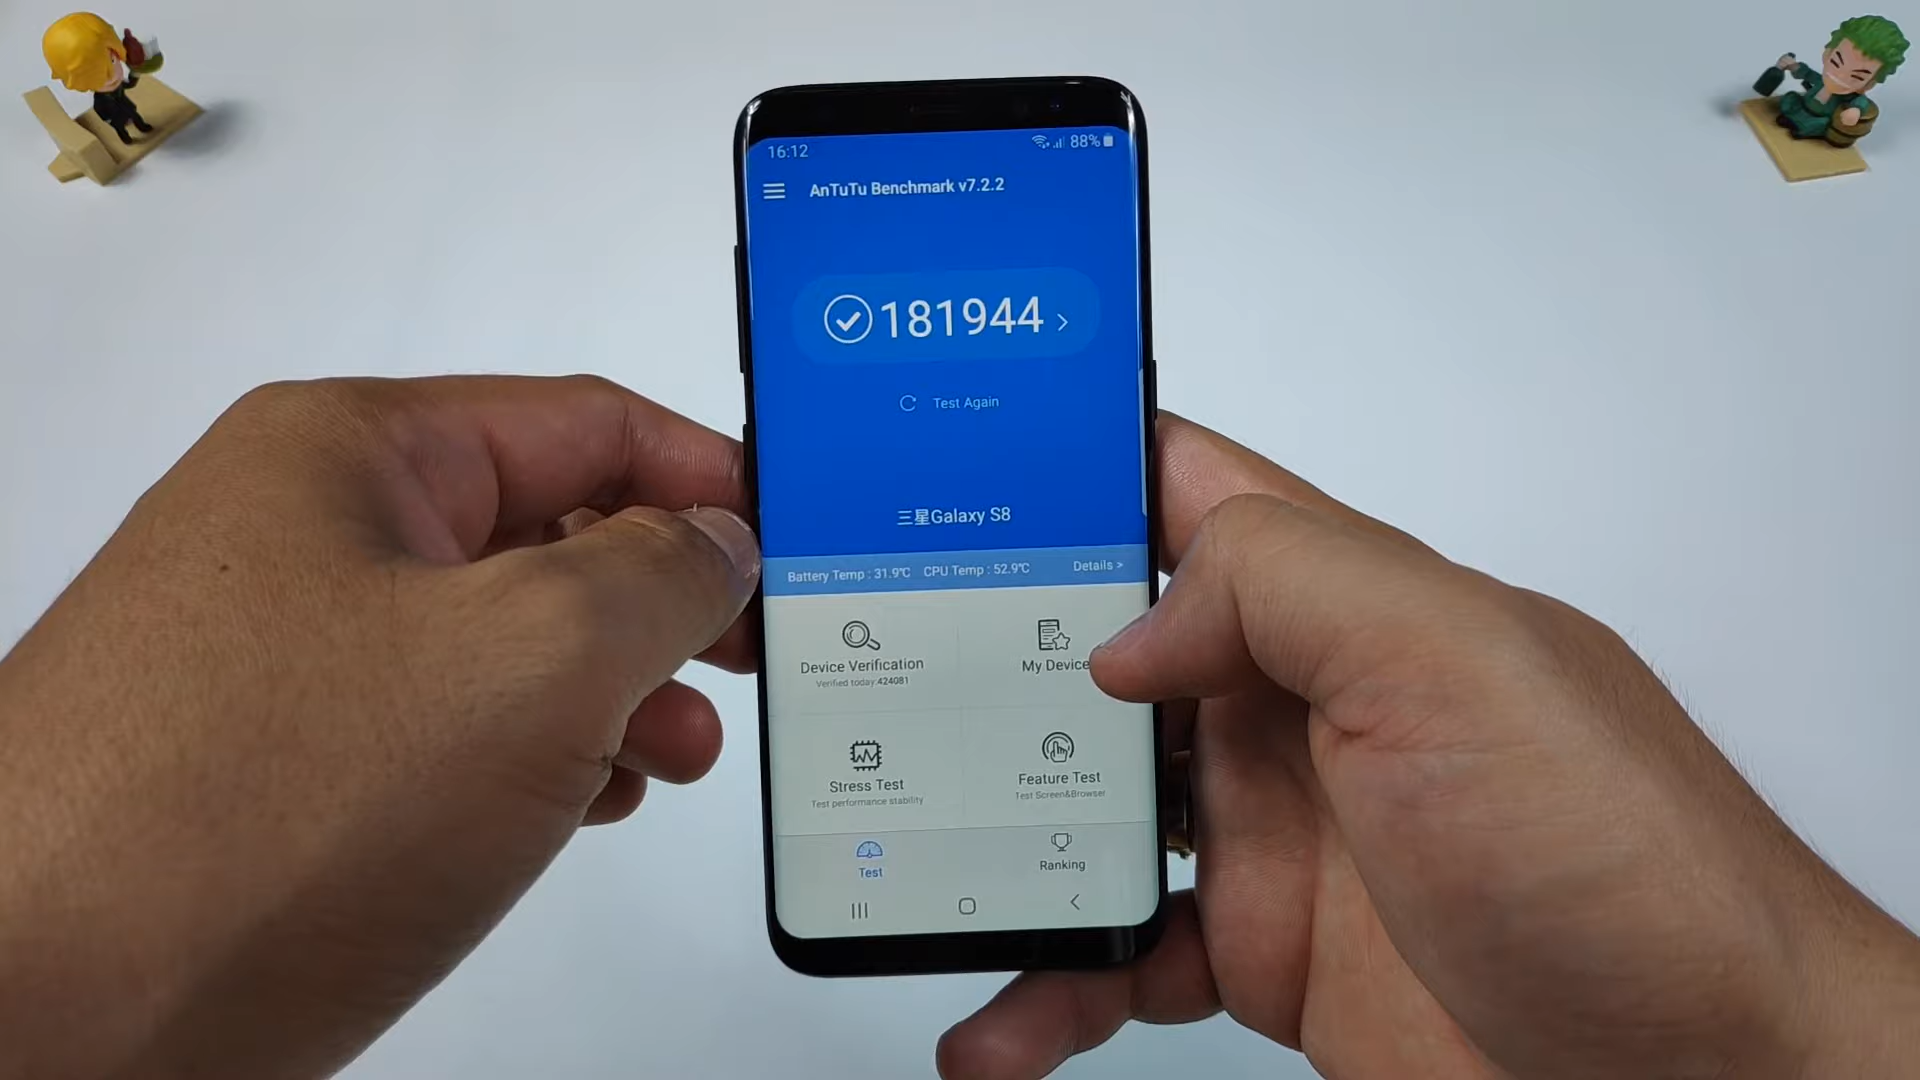 16:12
88%
AnTuTu Benchmark v7.2.2
181944 >
Test Again
三星Galaxy S8
Battery Temp : 31.9℃ CPU Temp : 52.9℃ Details >
Device Verification
Verified today:424081
My Device
Stress Test
Test performance stability
Feature Test
Test Screen&Browser
Test
Ranking